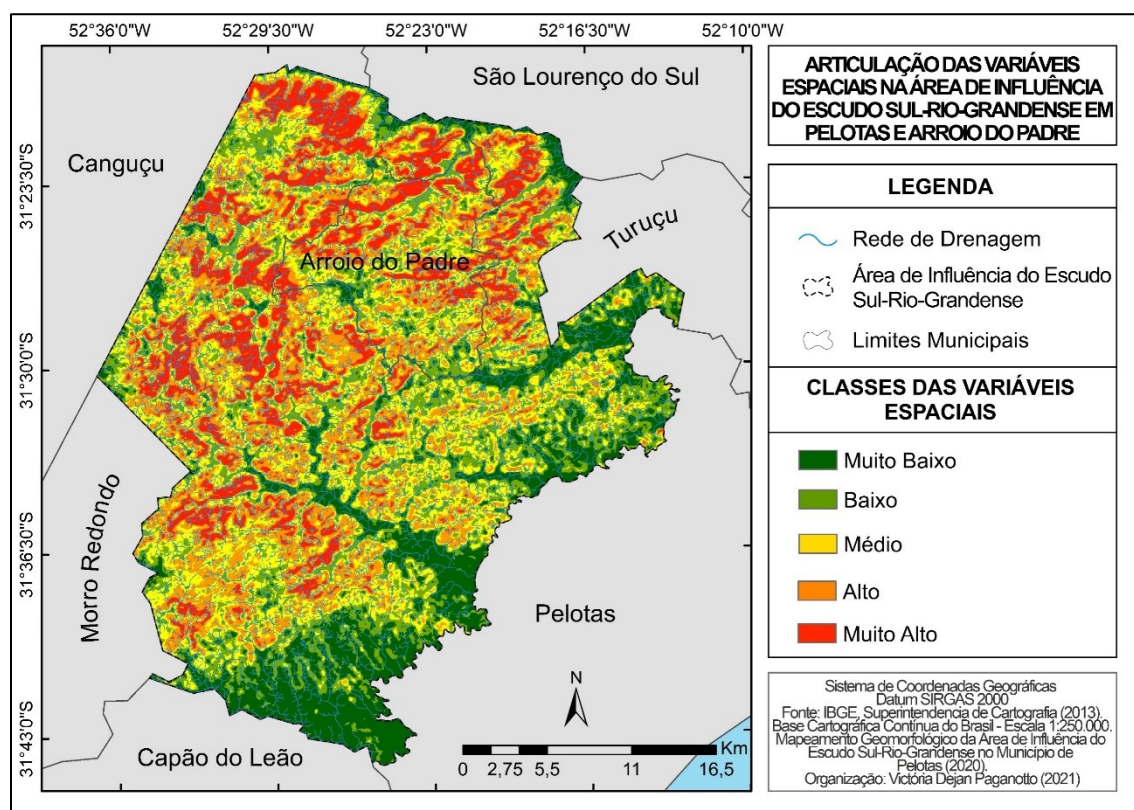 52°36'0"W
52°29'30"W
52°23'0"W
52°16'30"W
52°10'0"W
31°23'30"S
31°30'0"S
31°36'30"S
31°43'0"S
São Lourenço do Sul
Canguçu
Turuçu
Arroio do Padre
Morro Redondo
Pelotas
Capão do Leão
N
Km
0 2,75 5,5 11 16,5
ARTICULAÇÃO DAS VARIÁVEIS
ESPACIAIS NA ÁREA DE INFLUÊNCIA
DO ESCUDO SUL-RIO-GRANDENSE EM
PELOTAS E ARROIO DO PADRE
LEGENDA
Rede de Drenagem
Área de Influência do Escudo
Sul-Rio-Grandense
Limites Municipais
CLASSES DAS VARIÁVEIS
ESPACIAIS
Muito Baixo
Baixo
Médio
Alto
Muito Alto
Sistema de Coordenadas Geográficas
Datum SIRGAS 2000
Fonte: IBGE, Superintendencia de Cartografia (2013).
Base Cartográfica Contínua do Brasil - Escala 1:250.000.
Mapeamento Geomorfológico da Área de Influência do
Escudo Sul-Rio-Grandense no Município de
Pelotas (2020).
Organização: Victória Dejan Paganotto (2021)